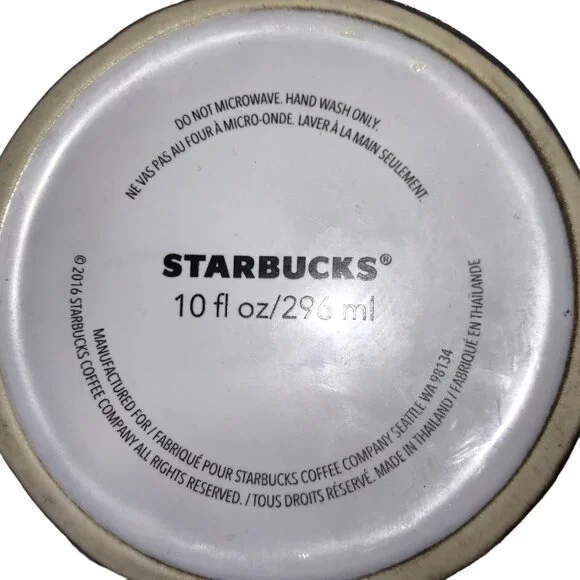 DO NOT MICROWAVE. HAND WASH ONLY.
NE VAS PAS AU FOUR À MICRO-ONDE. LAVER À LA MAIN SEULEMENT.
STARBUCKS®
10 fl oz/296 ml
MANUFACTURED FOR / FABRIQUÉ POUR STARBUCKS COFFEE COMPANY SEATTLE WA 98134
© 2016 STARBUCKS COFFEE COMPANY ALL RIGHTS RESERVED. / TOUS DROITS RÉSERVÉ. MADE IN THAILAND / FABRIQUÉ EN THAÏLANDE